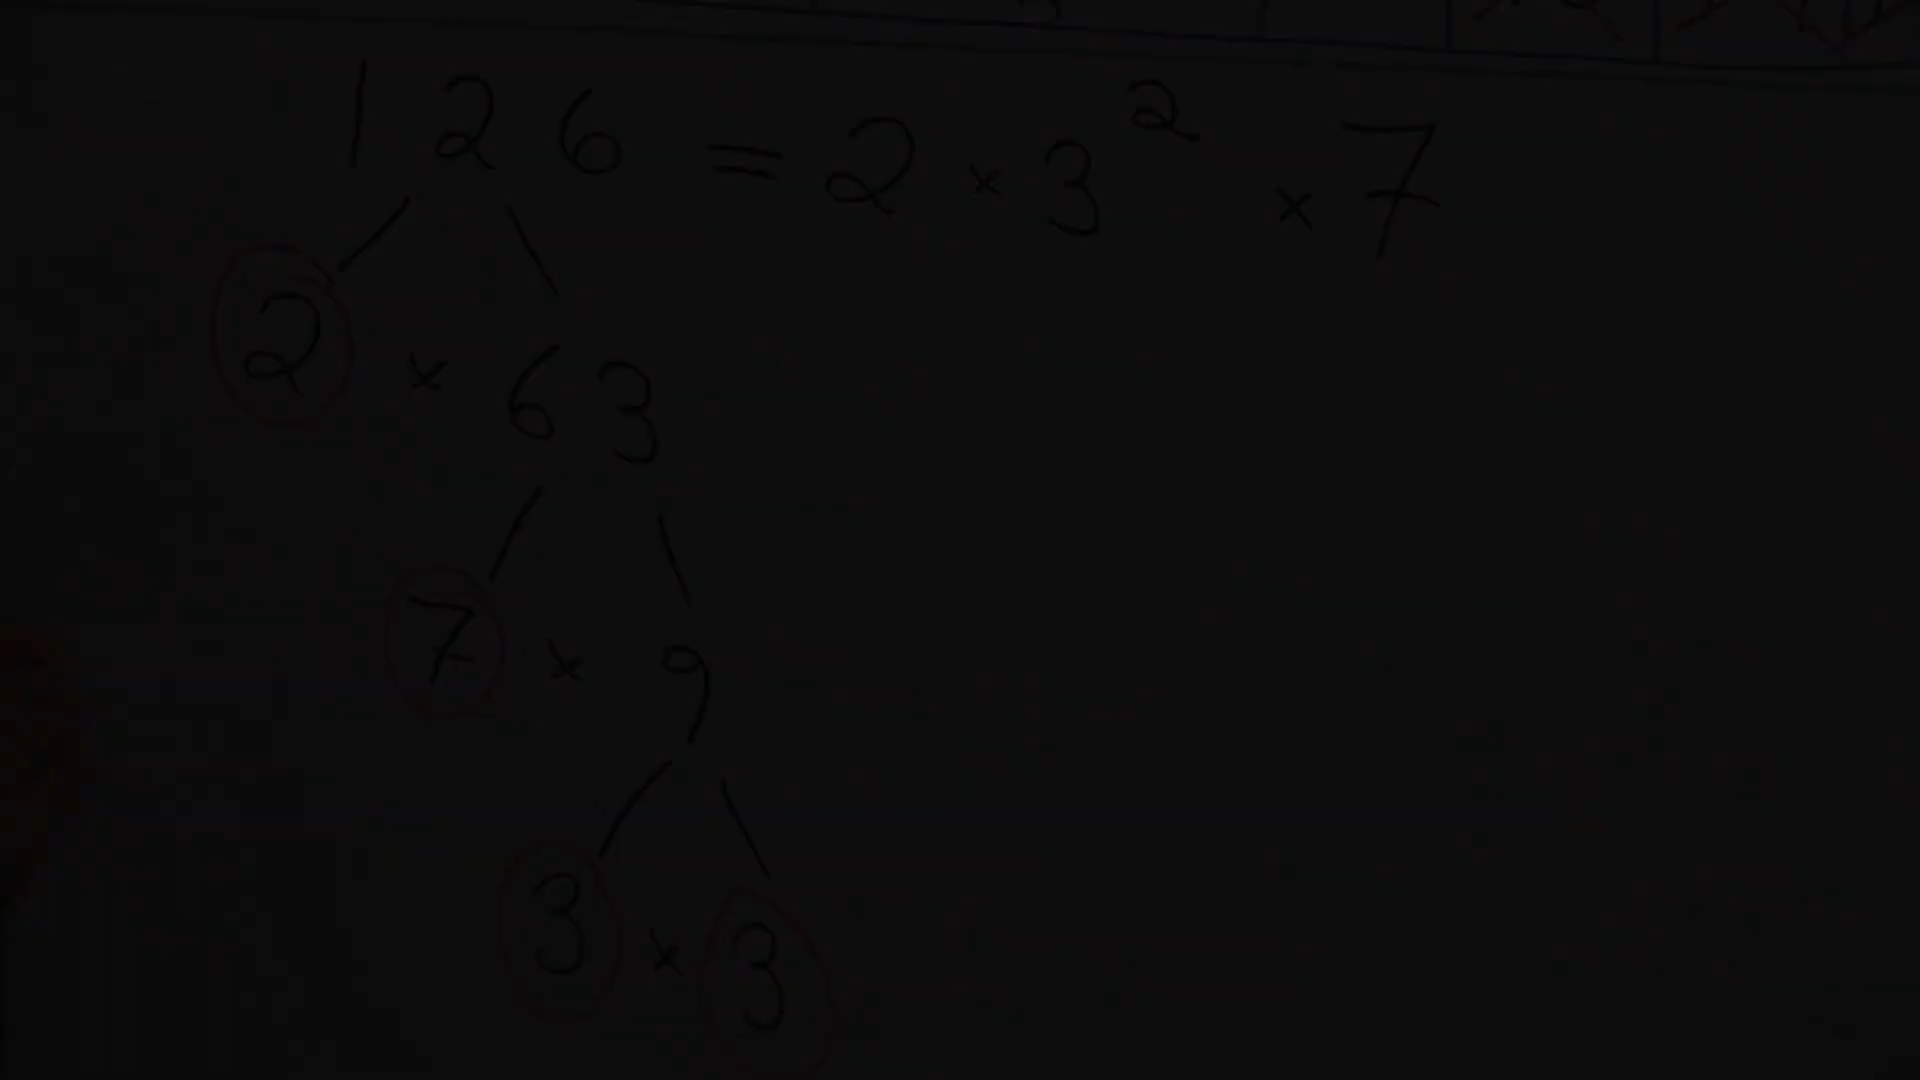 126 = 2 × 3² × 7
2 × 63
7 × 9
3 × 3